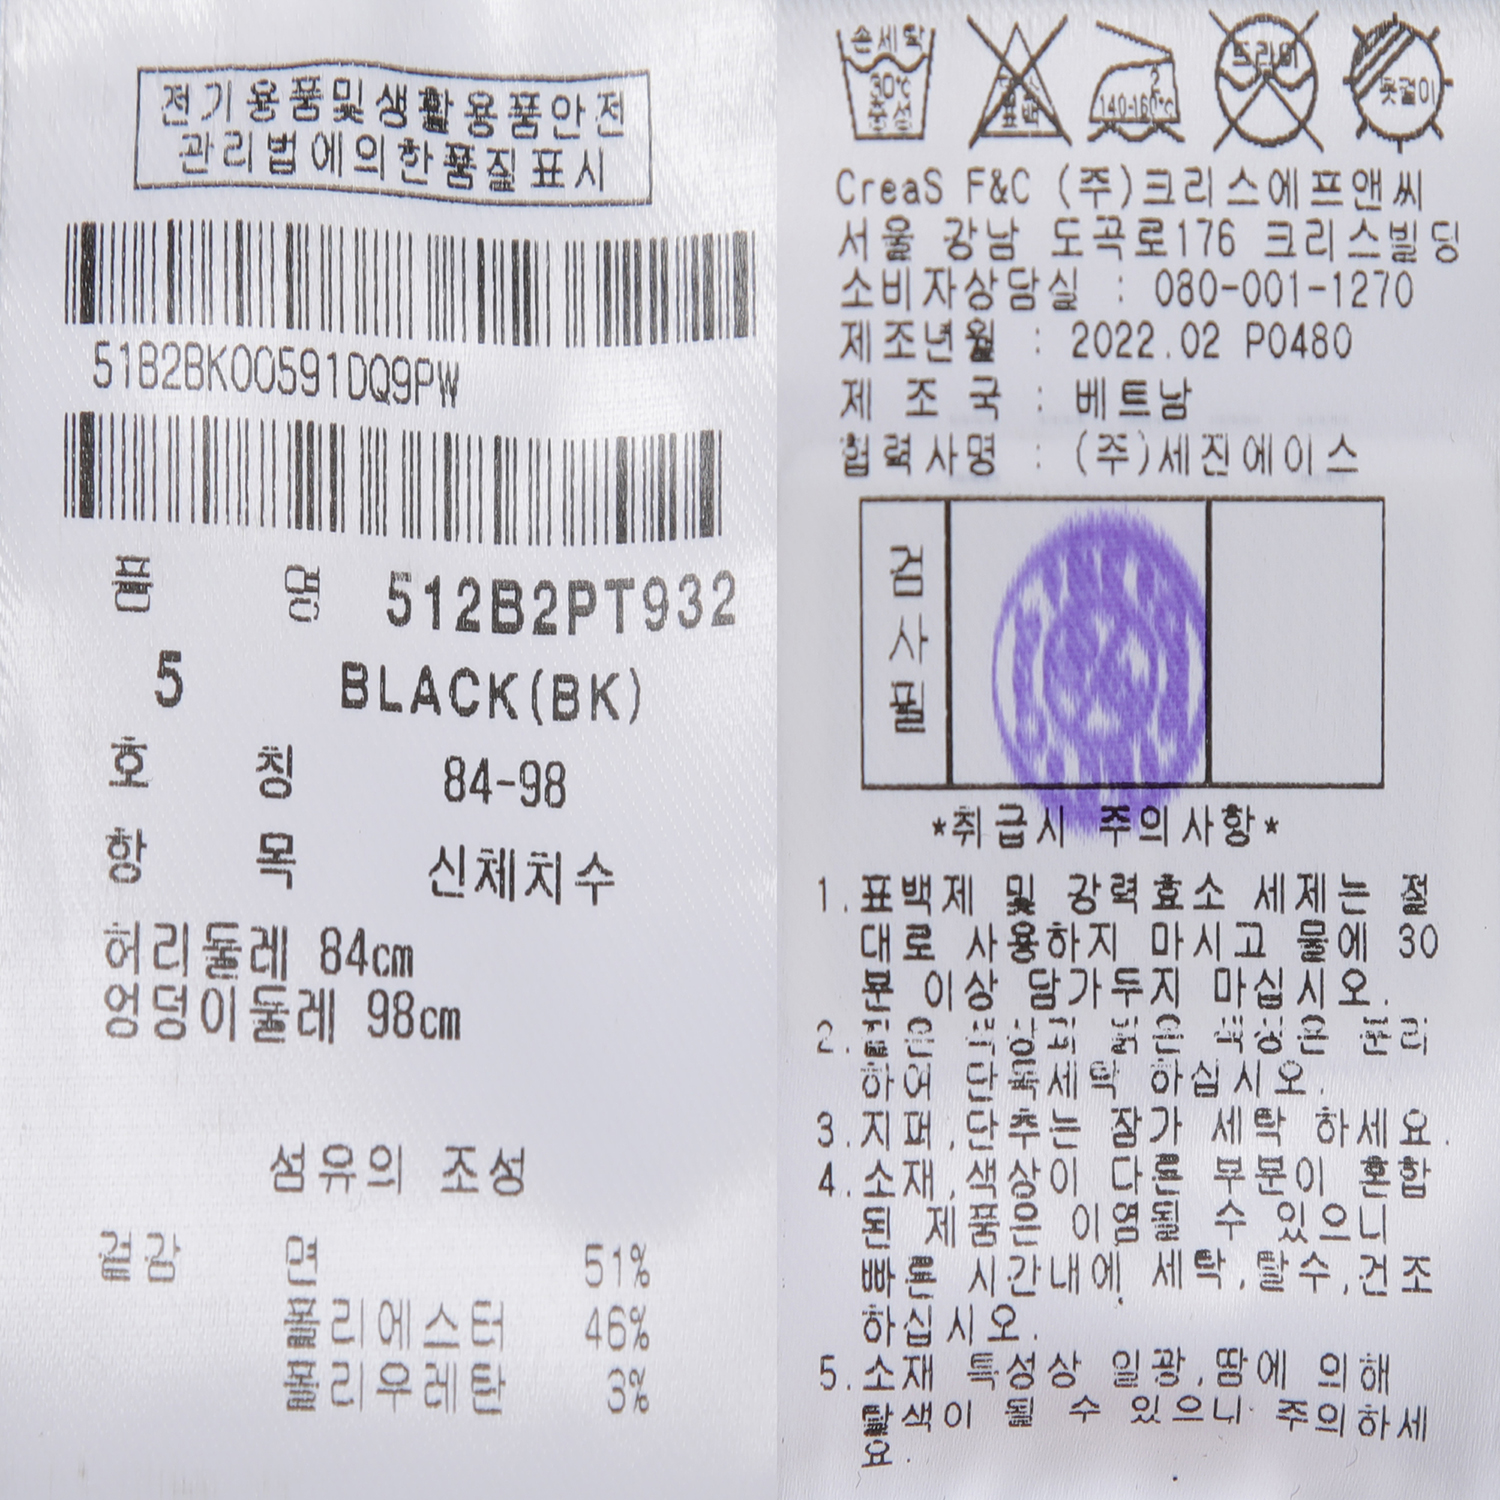 전기용품및생활용품안전
관리법에의한품질표시
51B2BK00591DQ9PW
품 명 512B2PT932
5 BLACK(BK)
호 칭 84-98
항 목 신체치수
허리둘레 84cm
엉덩이둘레 98cm
섬유의 조성
겉감 면 51%
폴리에스터 46%
폴리우레탄 3%
손세탁
30℃
중성
140-160℃
드라이
옷걸이
CreaS F&C (주)크리스에프앤씨
서울 강남 도곡로176 크리스빌딩
소비자상담실 : 080-001-1270
제조년월 : 2022.02 P0480
제 조 국 : 베트남
협력사명 : (주)세진에이스
검사필
*취급시 주의사항*
1.표백제 및 강력효소 세제는 절
대로 사용하지 마시고 물에 30
분 이상 담가두지 마십시오.
2.짙은 색상과 밝은 색상은 분리
하여 단독세탁 하십시오.
3.지퍼,단추는 잠가 세탁 하세요.
4.소재,색상이 다른 부분이 혼합
된 제품은 이염될 수 있으니
빠른 시간내에 세탁,탈수,건조
하십시오.
5.소재 특성상 일광,땀에 의해
탈색이 될 수 있으니 주의하세
요.